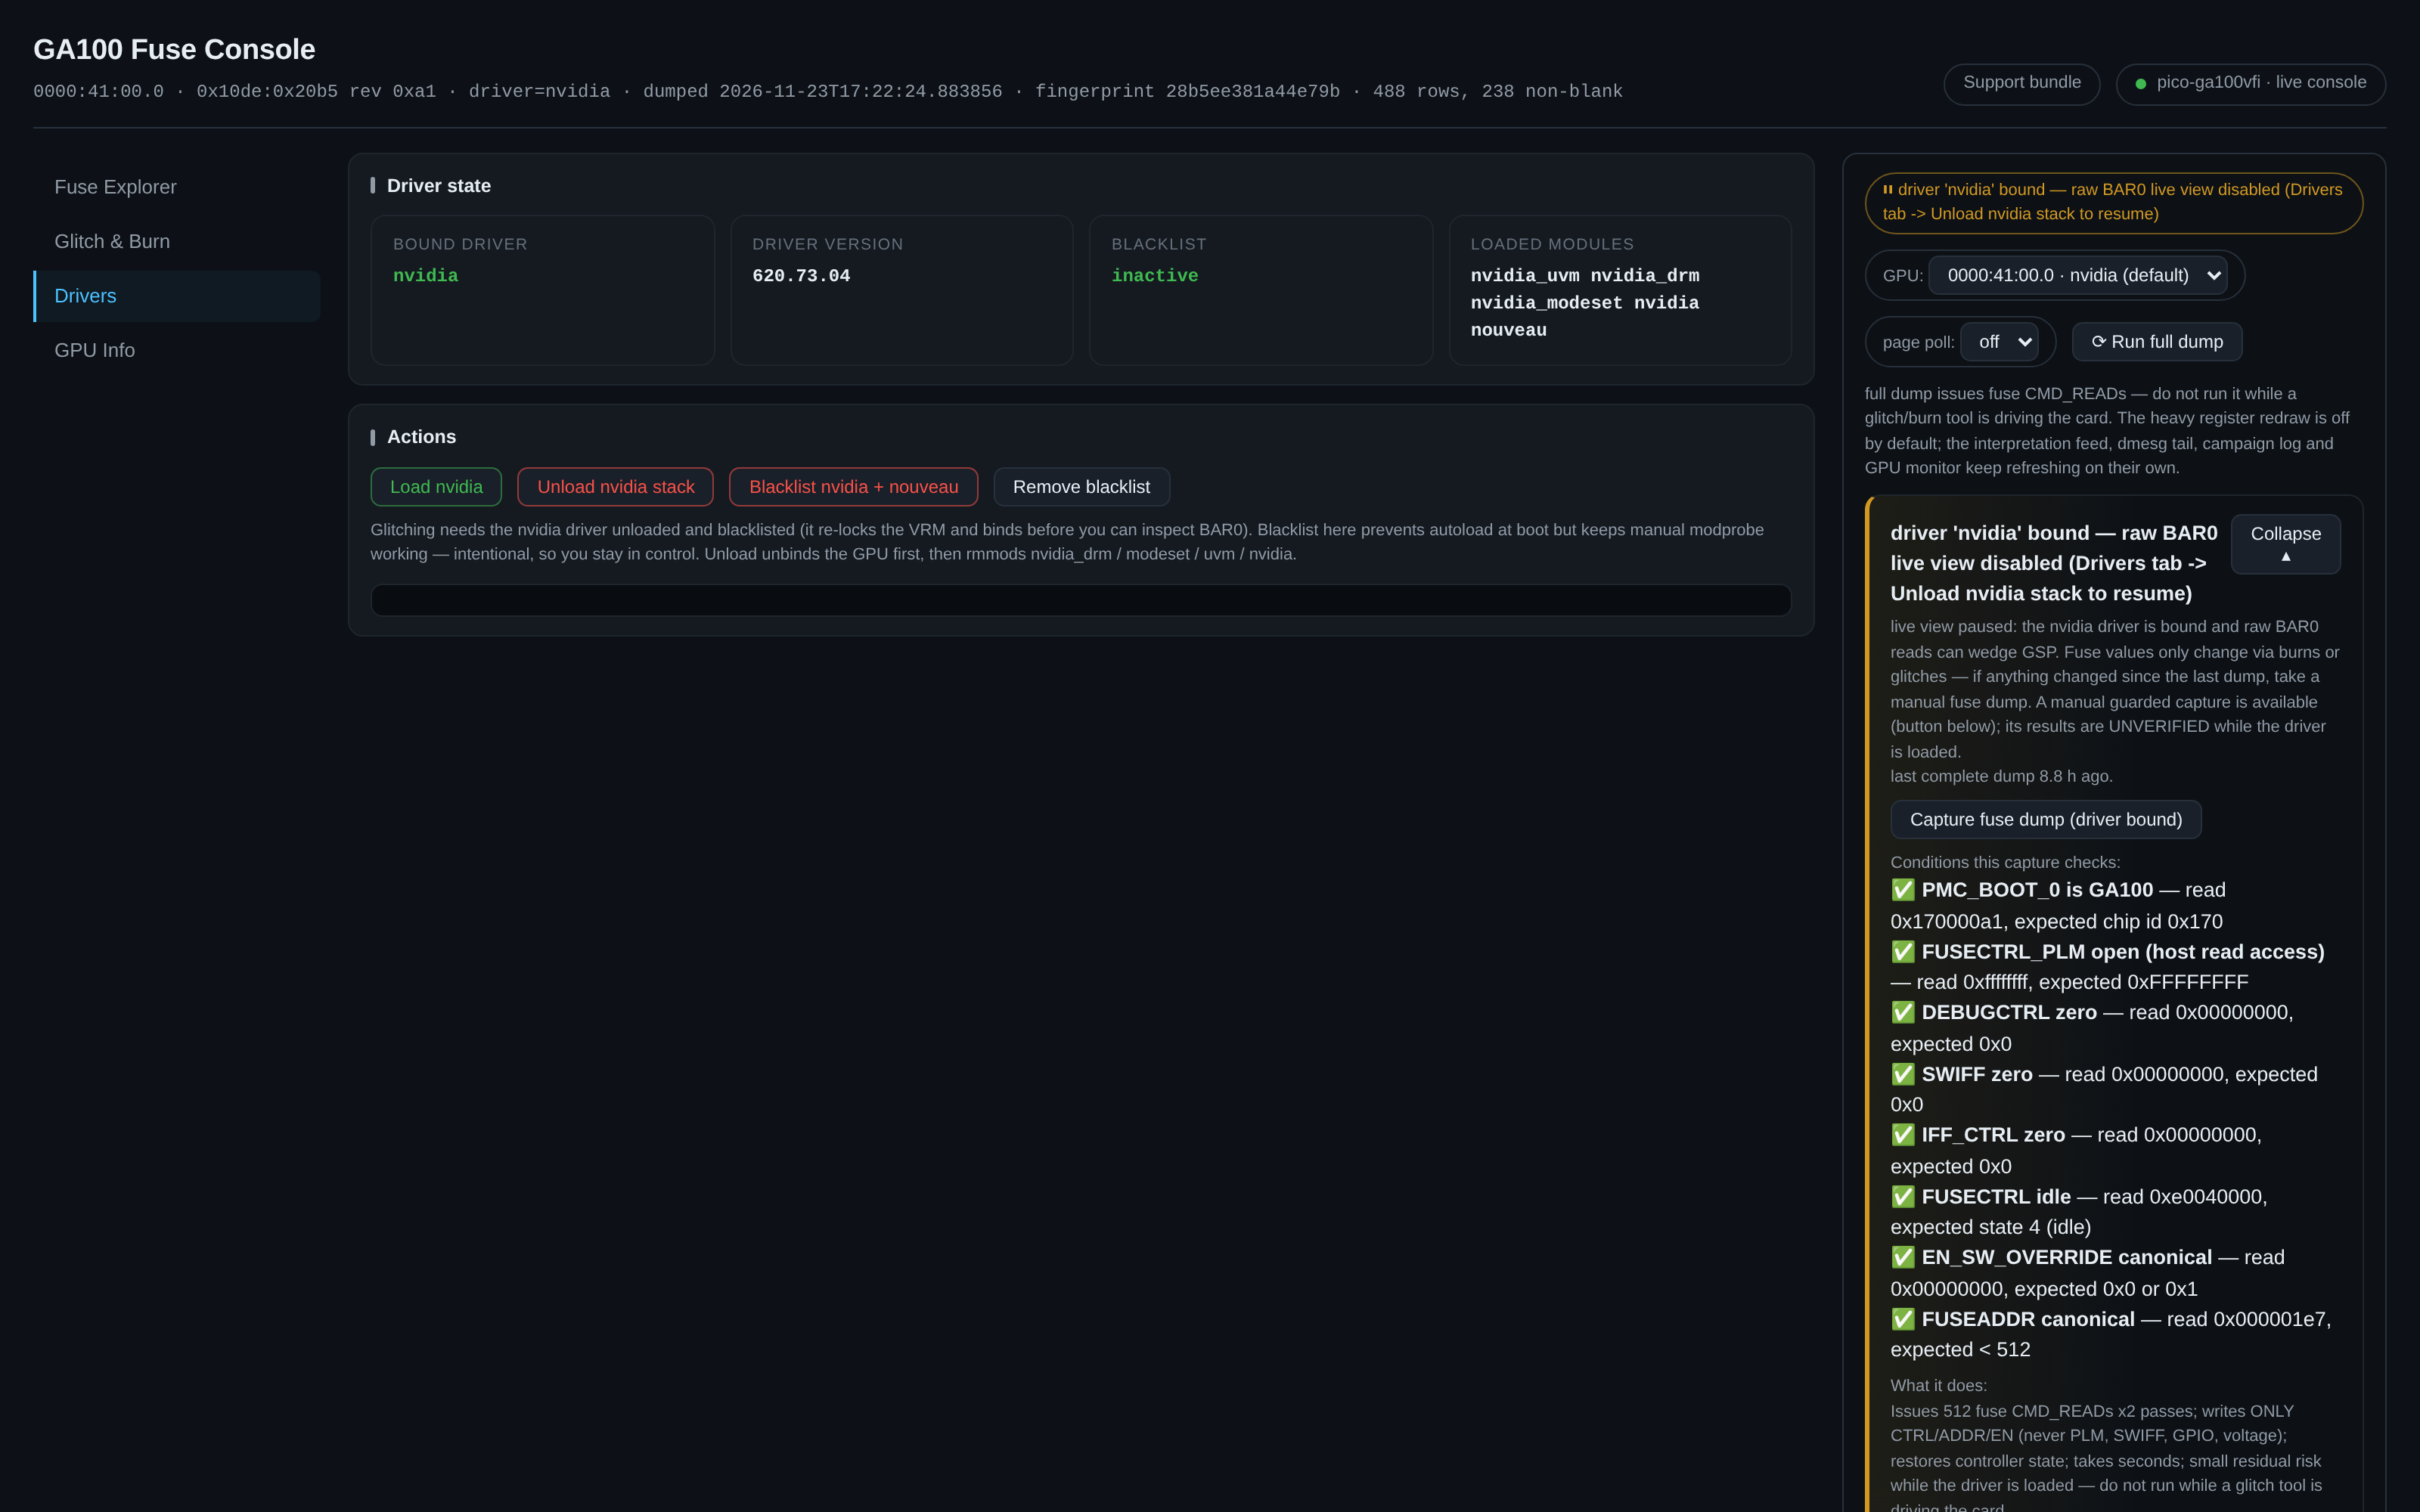 GA100 Fuse Console
0000:41:00.0 · 0x10de:0x20b5 rev 0xa1 · driver=nvidia · dumped 2026-11-23T17:22:24.883856 · fingerprint 28b5ee381a44e79b · 488 rows, 238 non-blank
Support bundle
pico-ga100vfi · live console
Fuse Explorer
Glitch & Burn
Drivers
GPU Info
Driver state
BOUND DRIVER
nvidia
DRIVER VERSION
620.73.04
BLACKLIST
inactive
LOADED MODULES
nvidia_uvm nvidia_drm
nvidia_modeset nvidia
nouveau
Actions
Load nvidia
Unload nvidia stack
Blacklist nvidia + nouveau
Remove blacklist
Glitching needs the nvidia driver unloaded and blacklisted (it re-locks the VRM and binds before you can inspect BAR0). Blacklist here prevents autoload at boot but keeps manual modprobe
working — intentional, so you stay in control. Unload unbinds the GPU first, then rmmods nvidia_drm / modeset / uvm / nvidia.
⏸ driver 'nvidia' bound — raw BAR0 live view disabled (Drivers
tab -> Unload nvidia stack to resume)
GPU: 0000:41:00.0 · nvidia (default)
page poll: off
⟳ Run full dump
full dump issues fuse CMD_READs — do not run it while a
glitch/burn tool is driving the card. The heavy register redraw is off
by default; the interpretation feed, dmesg tail, campaign log and
GPU monitor keep refreshing on their own.
driver 'nvidia' bound — raw BAR0
live view disabled (Drivers tab ->
Unload nvidia stack to resume)
Collapse
▲
live view paused: the nvidia driver is bound and raw BAR0
reads can wedge GSP. Fuse values only change via burns or
glitches — if anything changed since the last dump, take a
manual fuse dump. A manual guarded capture is available
(button below); its results are UNVERIFIED while the driver
is loaded.
last complete dump 8.8 h ago.
Capture fuse dump (driver bound)
Conditions this capture checks:
✅ PMC_BOOT_0 is GA100 — read
0x170000a1, expected chip id 0x170
✅ FUSECTRL_PLM open (host read access)
— read 0xffffffff, expected 0xFFFFFFFF
✅ DEBUGCTRL zero — read 0x00000000,
expected 0x0
✅ SWIFF zero — read 0x00000000, expected
0x0
✅ IFF_CTRL zero — read 0x00000000,
expected 0x0
✅ FUSECTRL idle — read 0xe0040000,
expected state 4 (idle)
✅ EN_SW_OVERRIDE canonical — read
0x00000000, expected 0x0 or 0x1
✅ FUSEADDR canonical — read 0x000001e7,
expected < 512
What it does:
Issues 512 fuse CMD_READs x2 passes; writes ONLY
CTRL/ADDR/EN (never PLM, SWIFF, GPIO, voltage);
restores controller state; takes seconds; small residual risk
while the driver is loaded — do not run while a glitch tool is
driving the card